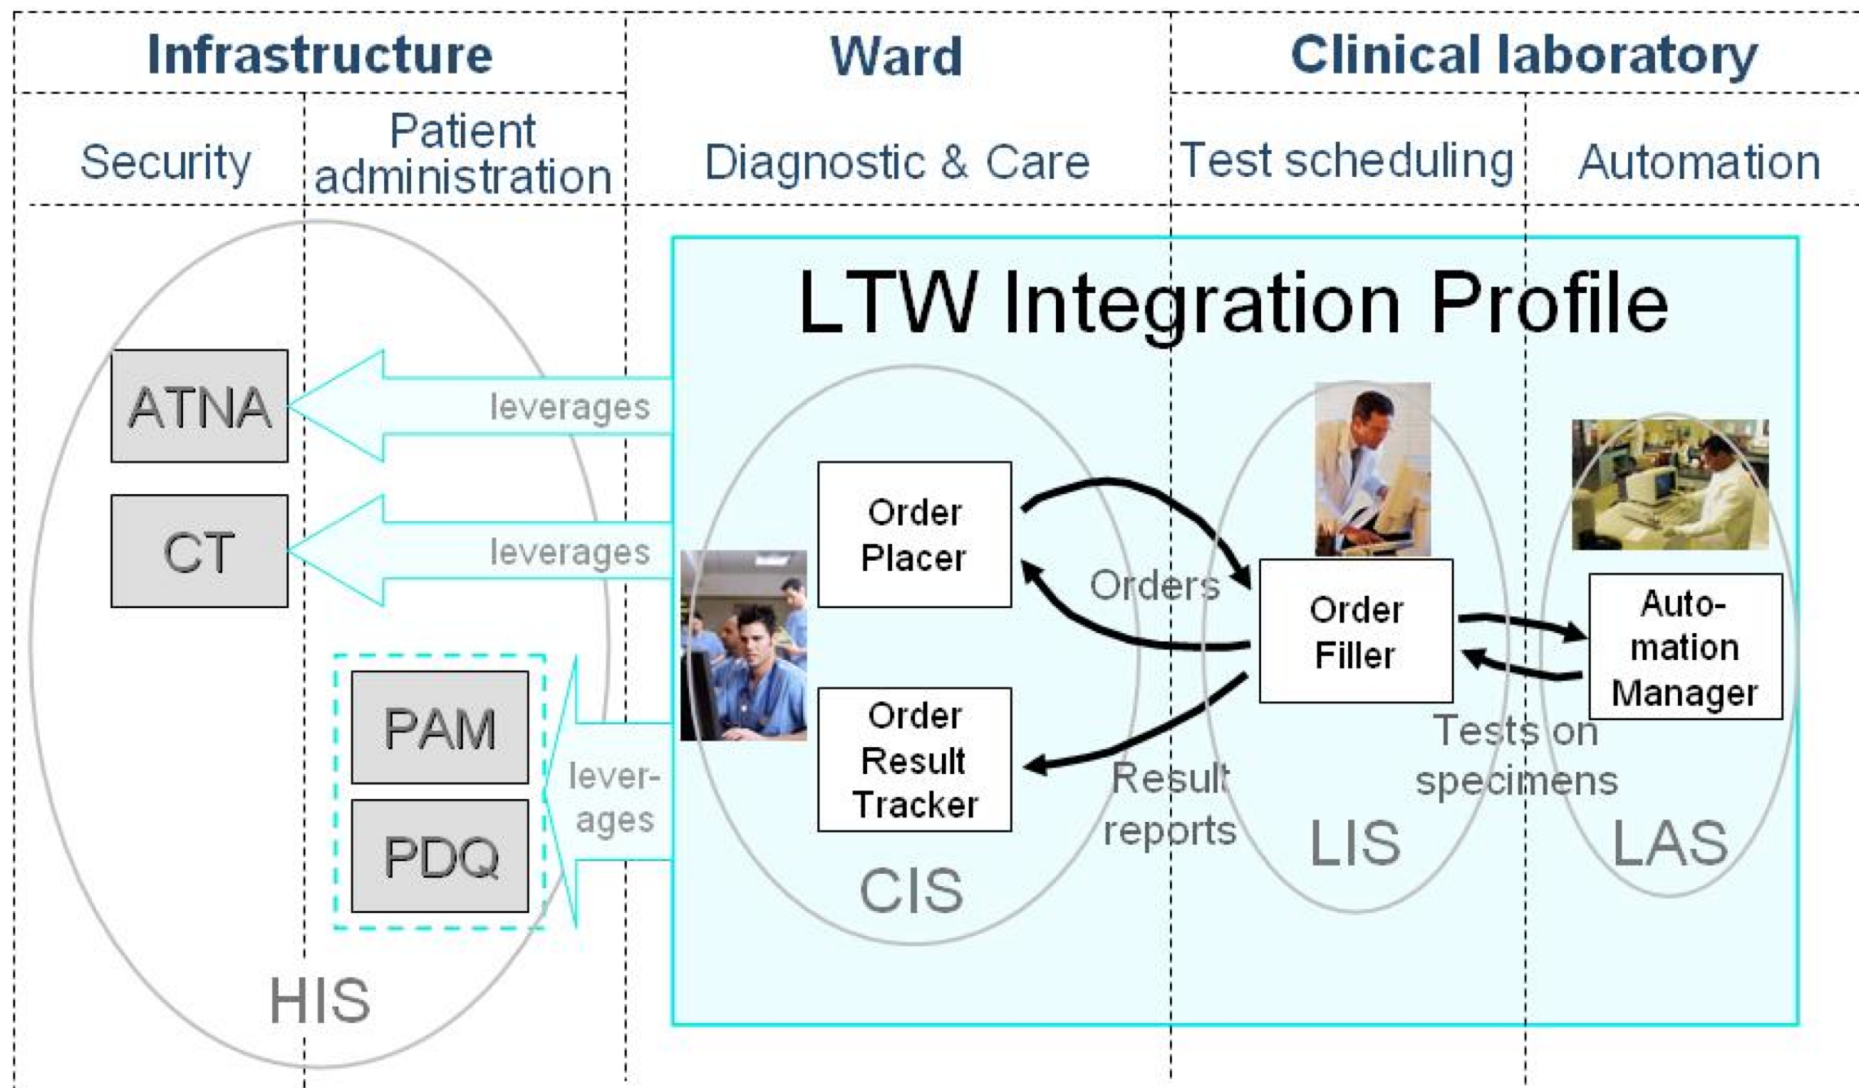 Infrastructure
Ward
Clinical laboratory
Security
Patient
administration
Diagnostic & Care
Test scheduling
Automation
LTW Integration Profile
ATNA
leverages
CT
leverages
PAM
PDQ
lever-
ages
HIS
Order
Placer
Orders
Order
Result
Tracker
Result
reports
CIS
Order
Filler
LIS
Auto-
mation
Manager
Tests on
specimens
LAS